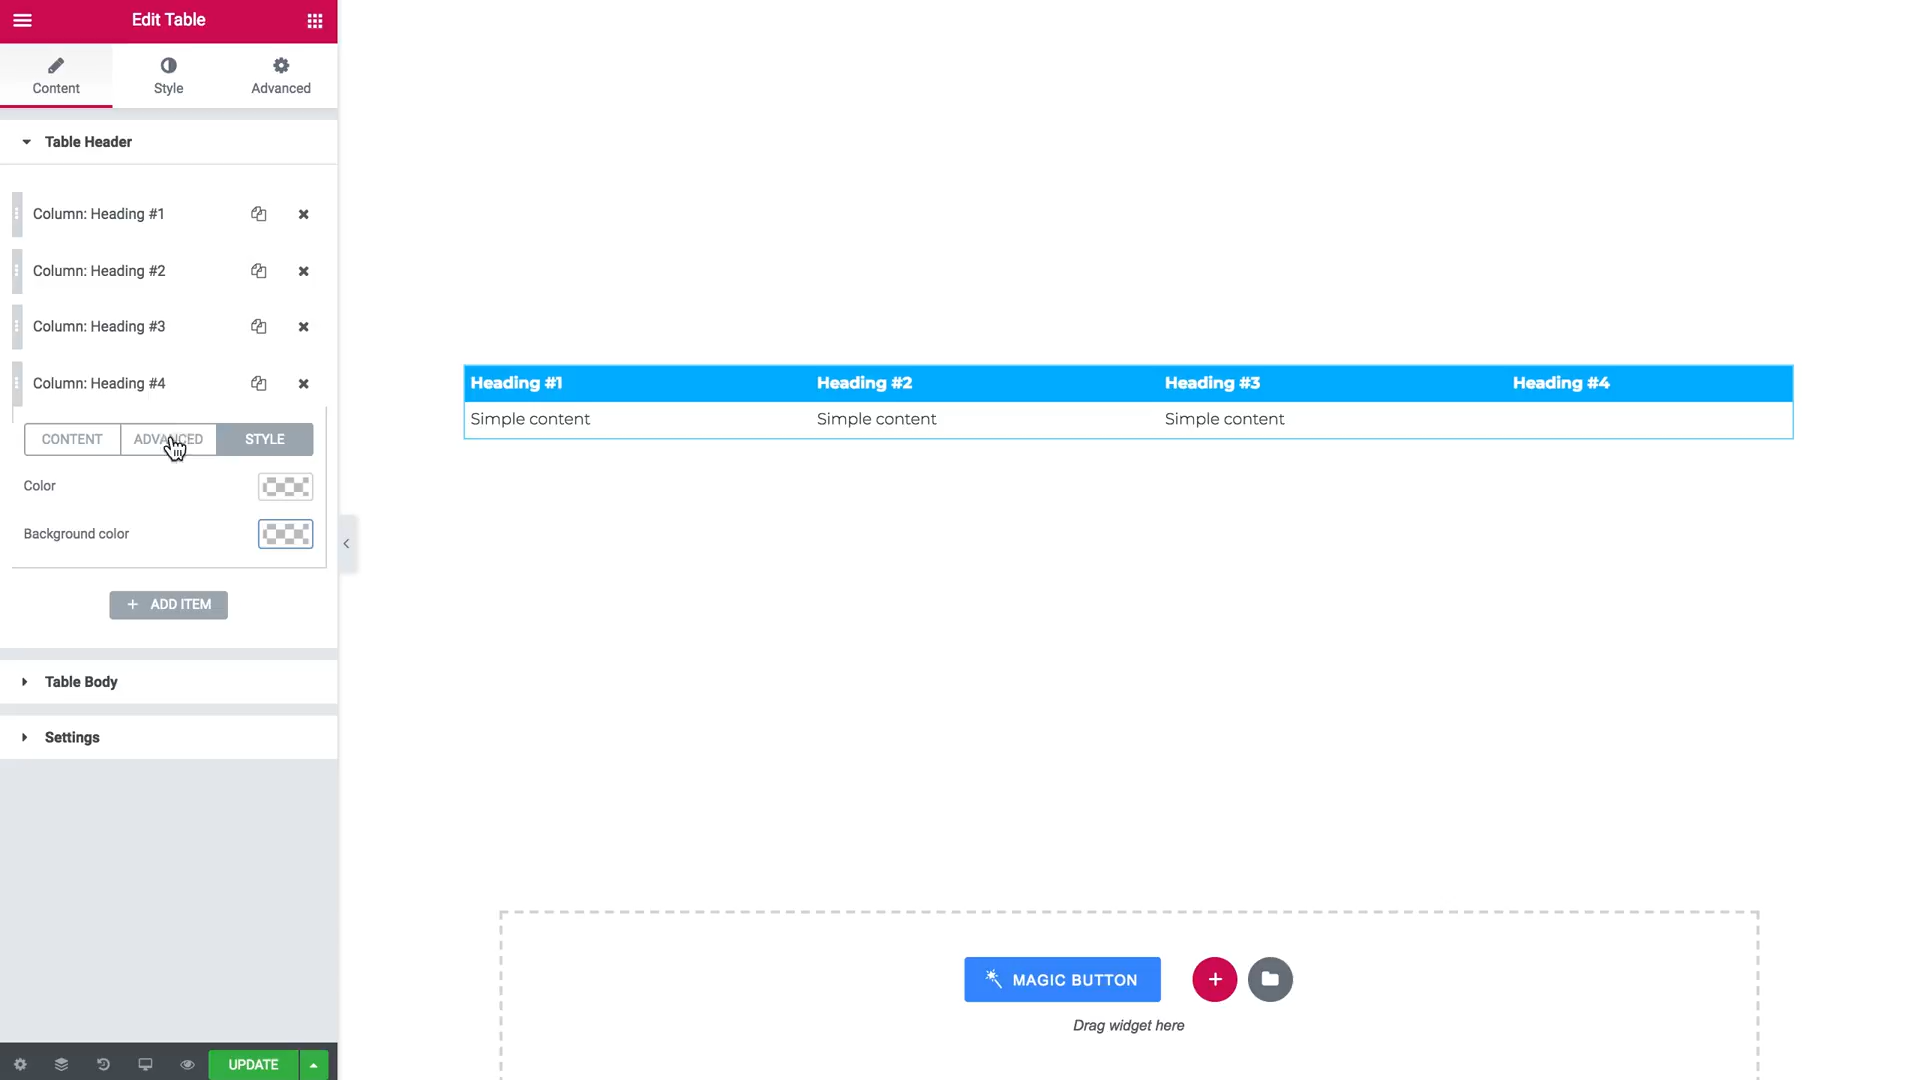 Edit Table
Content
Style
Advanced
Table Header
Column: Heading #1
Column: Heading #2
Column: Heading #3
Column: Heading #4
CONTENT
ADVANCED
STYLE
Color
Background color
+ ADD ITEM
Table Body
Settings
UPDATE
Heading #1 Heading #2 Heading #3 Heading #4
Simple content Simple content Simple content
MAGIC BUTTON
Drag widget here